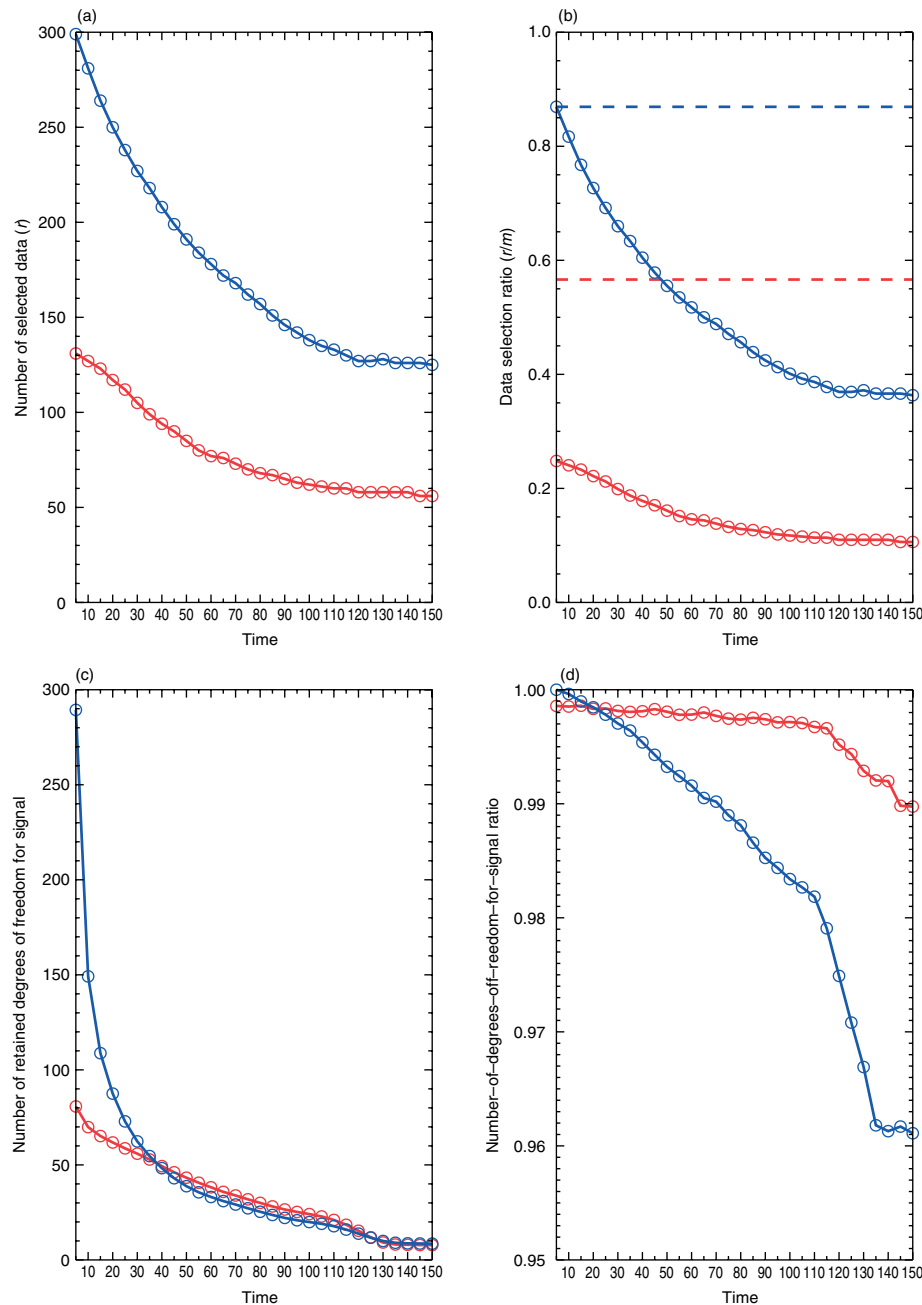 (a)
300
250
200
150
100
50
0
Number of selected data (r)
10 20 30 40 50 60 70 80 90 100 110 120 130 140 150
Time
(b)
1.0
0.8
0.6
0.4
0.2
0.0
Data selection ratio (r/m)
10 20 30 40 50 60 70 80 90 100 110 120 130 140 150
Time
(c)
300
250
200
150
100
50
0
Number of retained degrees of freedom for signal
10 20 30 40 50 60 70 80 90 100 110 120 130 140 150
Time
(d)
1.00
0.99
0.98
0.97
0.96
0.95
Number–of–degrees–off–reedom–for–signal ratio
10 20 30 40 50 60 70 80 90 100 110 120 130 140 150
Time